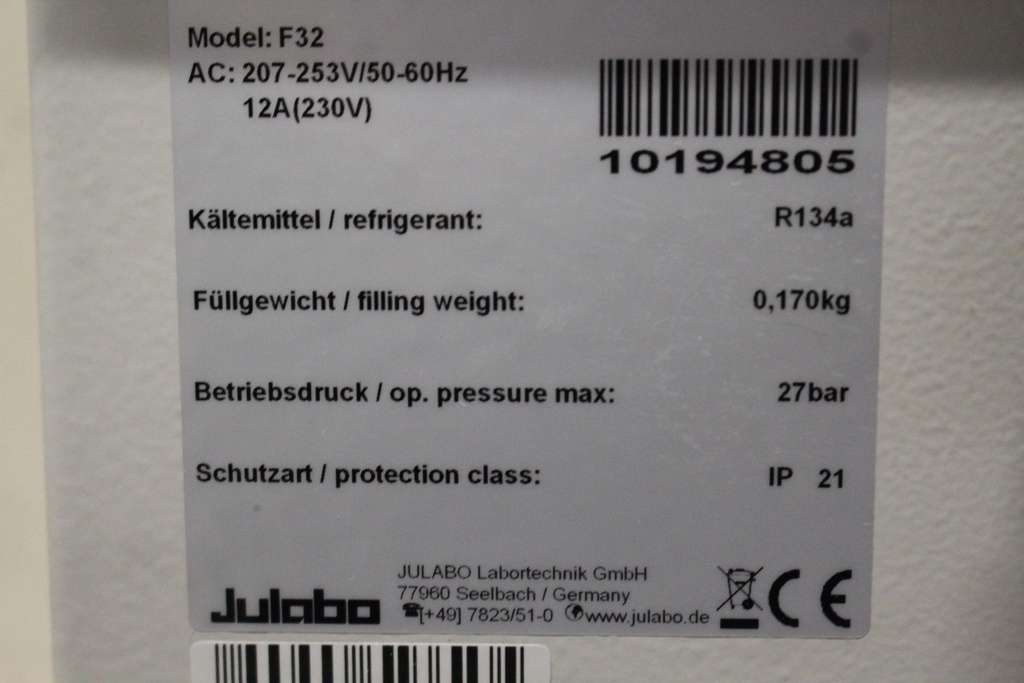 Model: F32
AC: 207-253V/50-60Hz
12A(230V)
10194805
Kältemittel / refrigerant: R134a
Füllgewicht / filling weight: 0,170kg
Betriebsdruck / op. pressure max: 27bar
Schutzart / protection class: IP 21
Julabo
JULABO Labortechnik GmbH
77960 Seelbach / Germany
☎[+49] 7823/51-0 www.julabo.de
CE